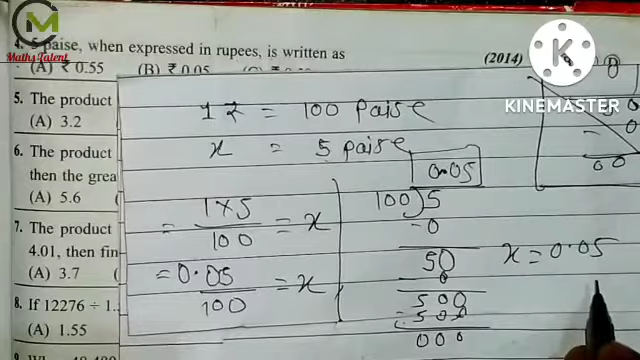 CM
Maths Talent
4. 5 paise, when expressed in rupees, is written as
(2014)
(A) ₹ 0.55 (B) ₹ 0.05
5. The product
(A) 3.2
6. The product
then the grea
(A) 5.6
7. The product
4.01, then fin
(A) 3.7
8. If 12276 ÷ 1.
(A) 1.55
1 ₹ = 100 paise
x = 5 paise
= 1×5/100 = x
= 0.05/100 = x
0.05
100)5
-0
50
0
500
500
000
x = 0.05
KINEMASTER